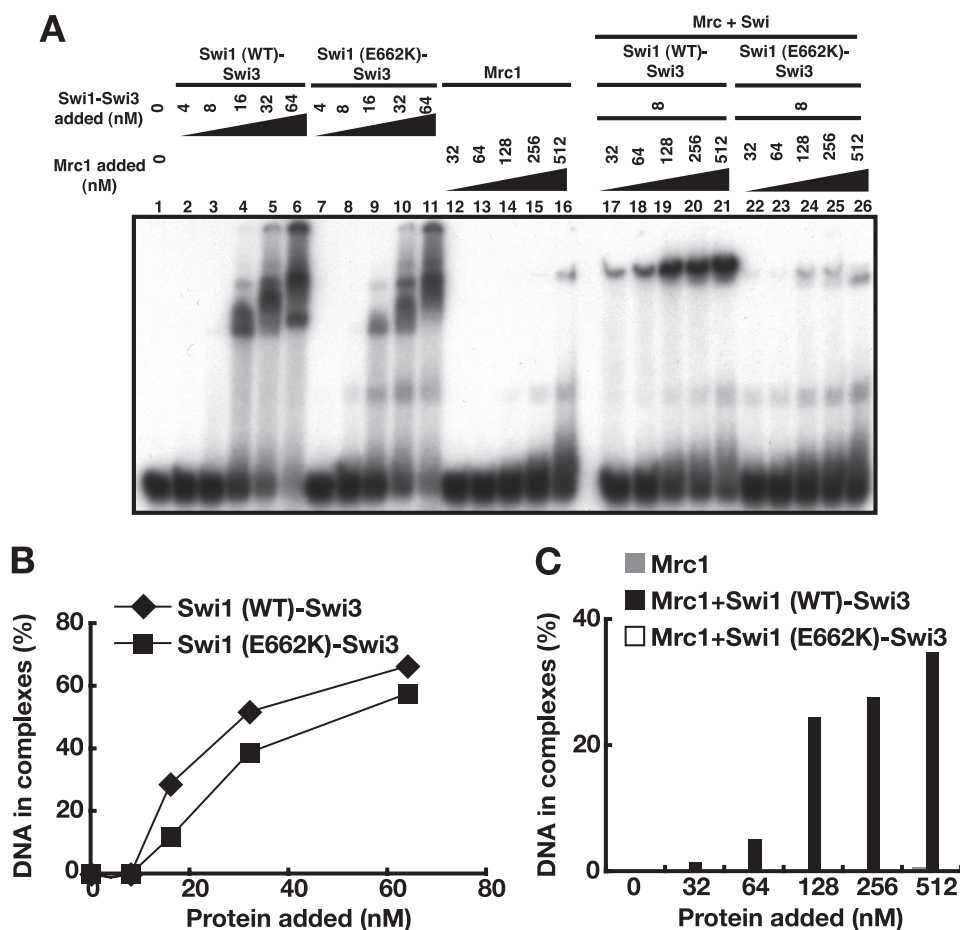 A
Mrc + Swi
Swi1 (WT)-
Swi3
Swi1 (E662K)-
Swi3
Mrc1
Swi1 (WT)-
Swi3
Swi1 (E662K)-
Swi3
Swi1-Swi3
added (nM)
0 4 8 16 32 64 4 8 16 32 64 8 8
Mrc1 added
(nM)
0 32 64 128 256 512 32 64 128 256 512 32 64 128 256 512
1 2 3 4 5 6 7 8 9 10 11 12 13 14 15 16 17 18 19 20 21 22 23 24 25 26
B
Swi1 (WT)-Swi3
Swi1 (E662K)-Swi3
DNA in complexes (%)
80
60
40
20
0
0 20 40 60 80
Protein added (nM)
C
Mrc1
Mrc1+Swi1 (WT)-Swi3
Mrc1+Swi1 (E662K)-Swi3
DNA in complexes (%)
40
20
0
0 32 64 128 256 512
Protein added (nM)